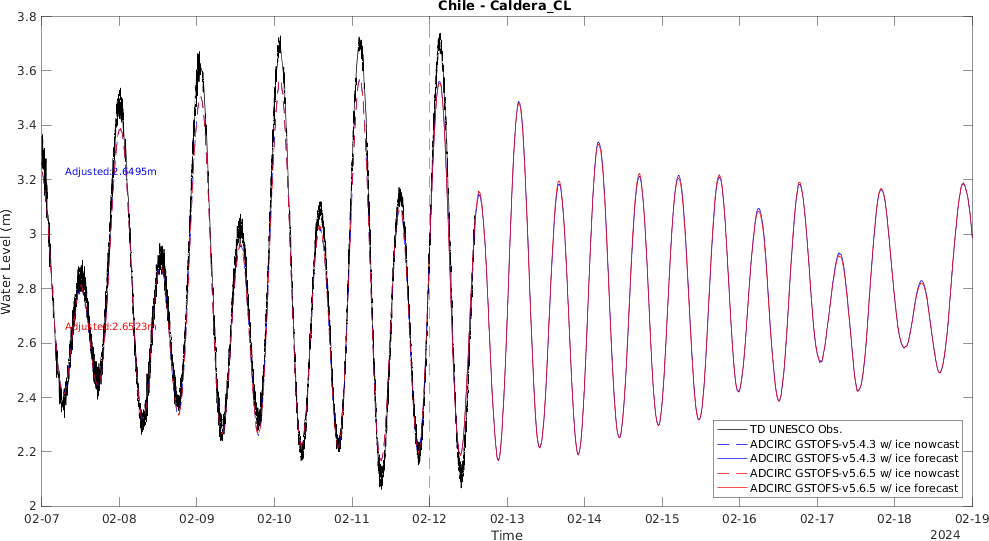 Chile - Caldera_CL
3.8
3.6
3.4
3.2
3
2.8
2.6
2.4
2.2
2
Water Level (m)
Adjusted:2.6495m
Adjusted:2.6523m
TD UNESCO Obs.
ADCIRC GSTOFS-v5.4.3 w/ ice nowcast
ADCIRC GSTOFS-v5.4.3 w/ ice forecast
ADCIRC GSTOFS-v5.6.5 w/ ice nowcast
ADCIRC GSTOFS-v5.6.5 w/ ice forecast
02-07 02-08 02-09 02-10 02-11 02-12 02-13 02-14 02-15 02-16 02-17 02-18 02-19
Time
2024